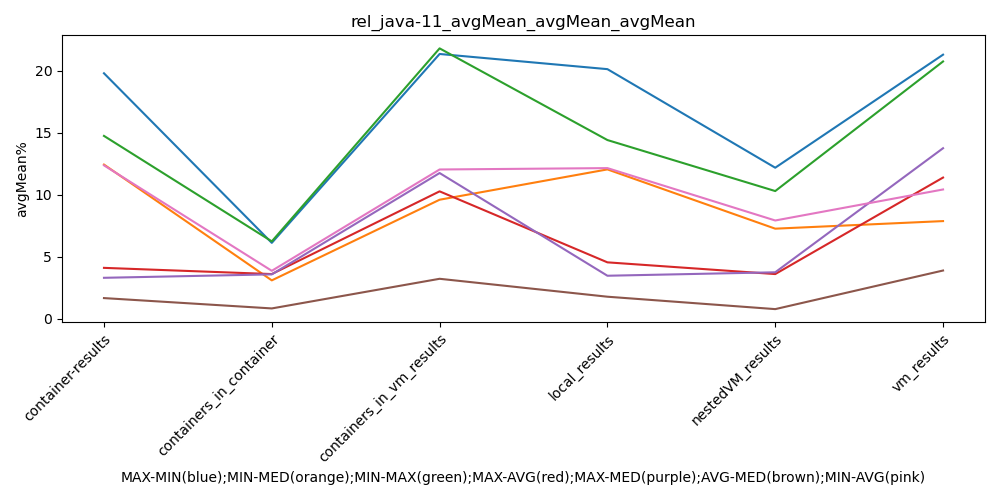 rel_java-11_avgMean_avgMean_avgMean
avgMean%
20
15
10
5
0
container-results
containers_in_container
containers_in_vm_results
local_results
nestedVM_results
vm_results
MAX-MIN(blue);MIN-MED(orange);MIN-MAX(green);MAX-AVG(red);MAX-MED(purple);AVG-MED(brown);MIN-AVG(pink)